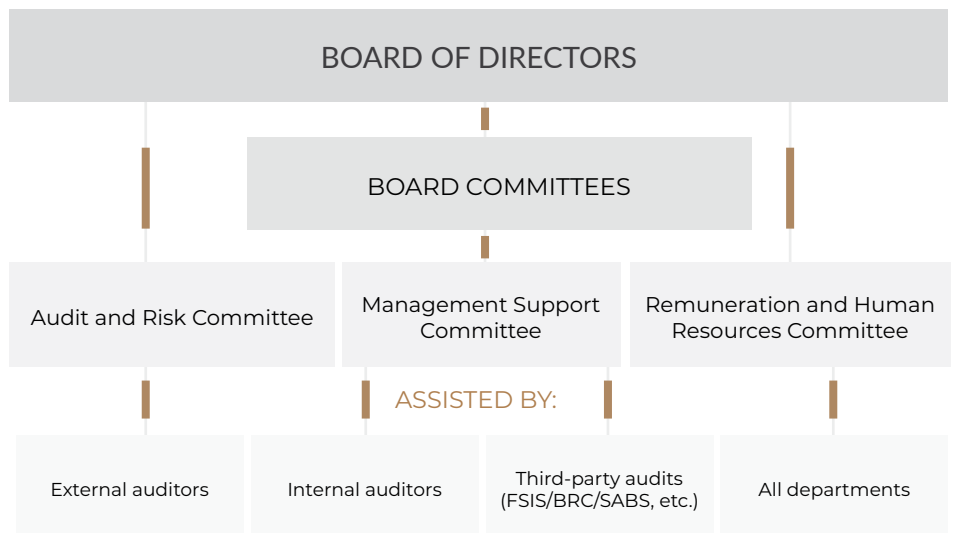 BOARD OF DIRECTORS
BOARD COMMITTEES
Audit and Risk Committee
Management Support
Committee
Remuneration and Human
Resources Committee
ASSISTED BY:
External auditors
Internal auditors
Third-party audits
(FSIS/BRC/SABS, etc.)
All departments